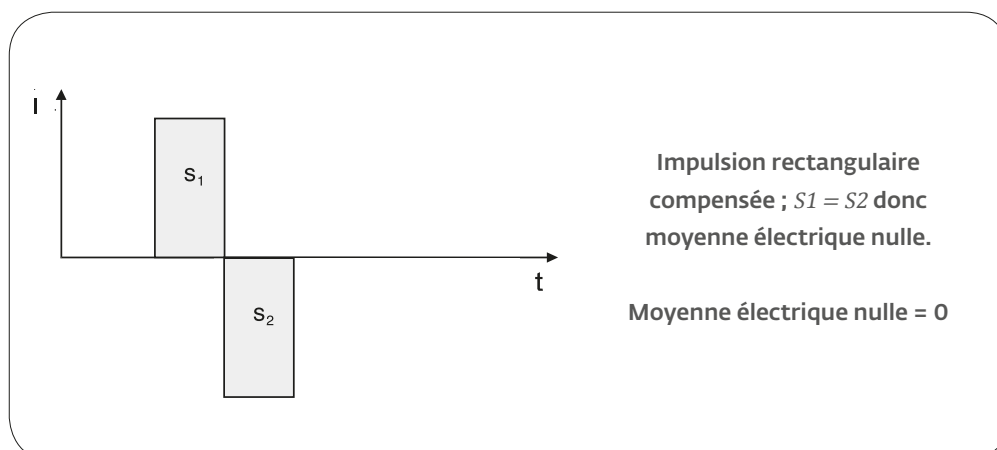 i
S₁
S₂
t
Impulsion rectangulaire
compensée ; S1 = S2 donc
moyenne électrique nulle.
Moyenne électrique nulle = 0